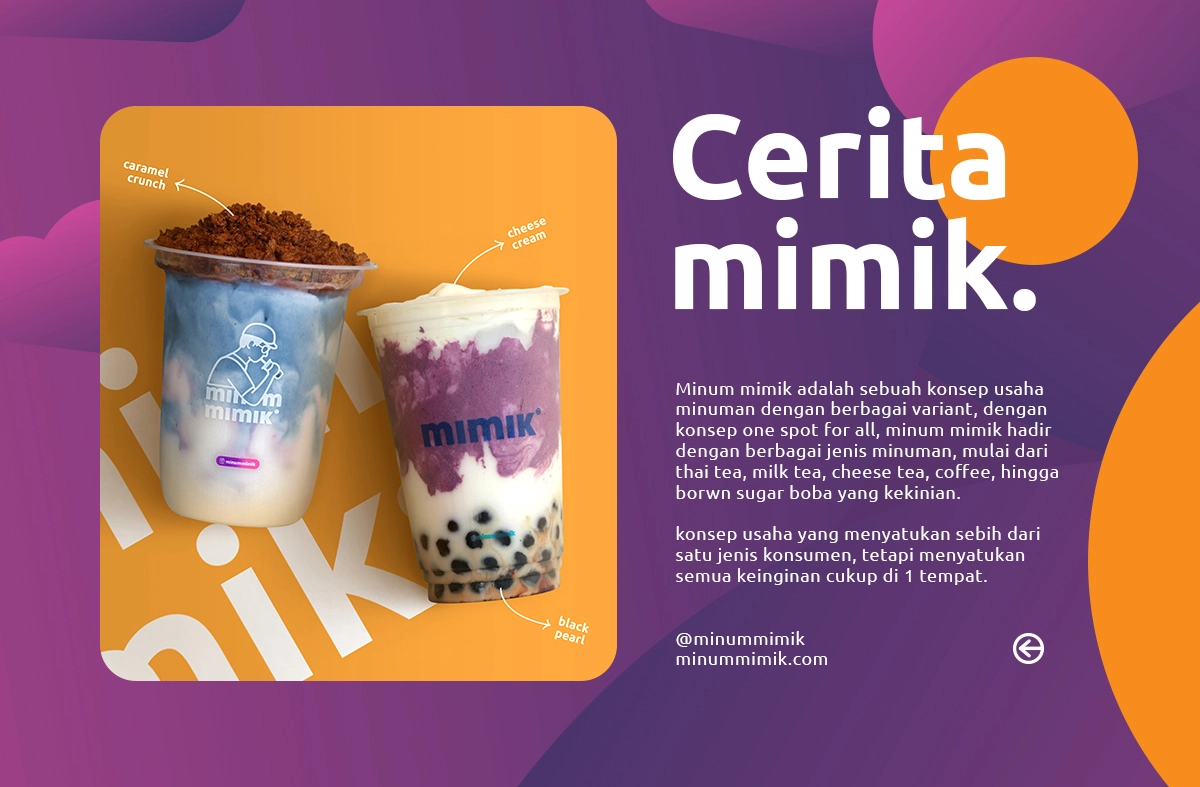 caramel
crunch
cheese
cream
minum
mimik
minummimik
mimik
black
pearl
mik
Cerita
mimik.
Minum mimik adalah sebuah konsep usaha
minuman dengan berbagai variant, dengan
konsep one spot for all, minum mimik hadir
dengan berbagai jenis minuman, mulai dari
thai tea, milk tea, cheese tea, coffee, hingga
borwn sugar boba yang kekinian.
konsep usaha yang menyatukan sebih dari
satu jenis konsumen, tetapi menyatukan
semua keinginan cukup di 1 tempat.
@minummimik
minummimik.com